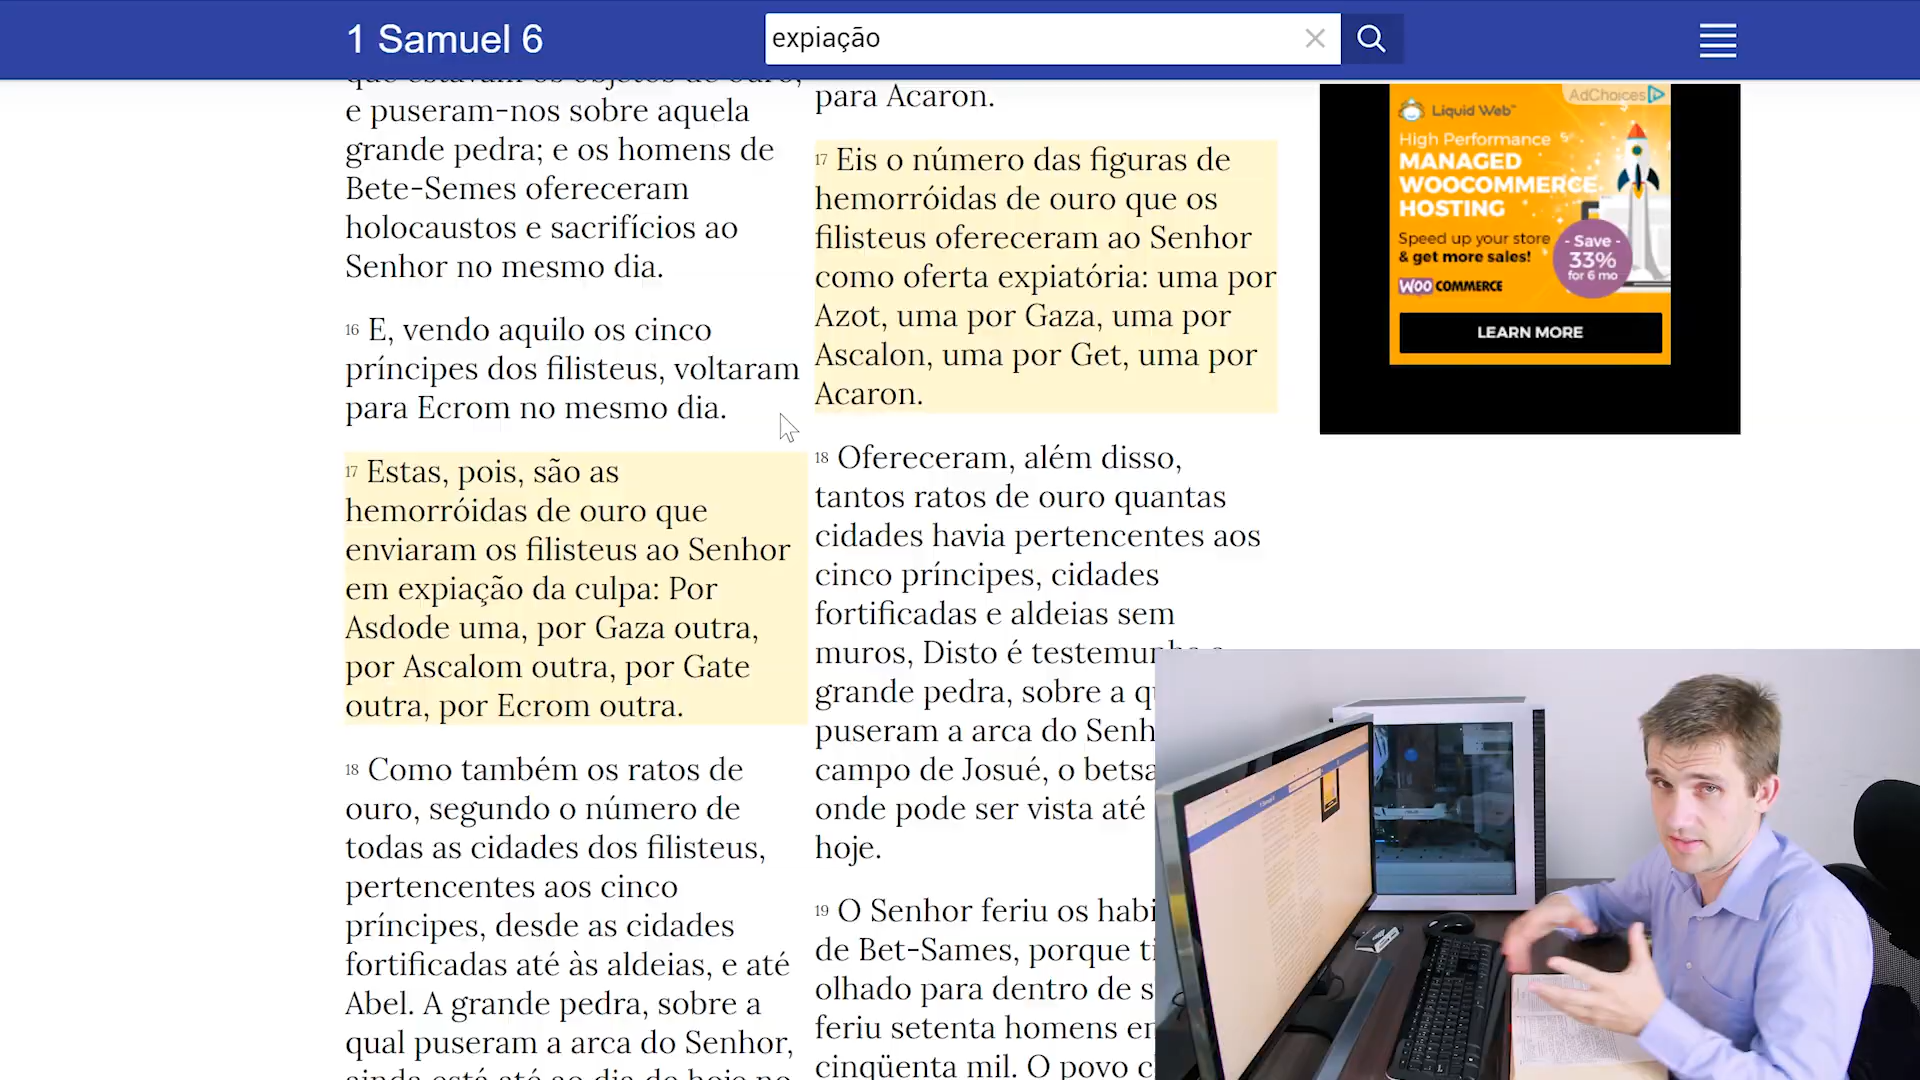 1 Samuel 6
expiação
e puseram-nos sobre aquela
grande pedra; e os homens de
Bete-Semes ofereceram
holocaustos e sacrifícios ao
Senhor no mesmo dia.
16 E, vendo aquilo os cinco
príncipes dos filisteus, voltaram
para Ecrom no mesmo dia.
17 Estas, pois, são as
hemorróidas de ouro que
enviaram os filisteus ao Senhor
em expiação da culpa: Por
Asdode uma, por Gaza outra,
por Ascalom outra, por Gate
outra, por Ecrom outra.
18 Como também os ratos de
ouro, segundo o número de
todas as cidades dos filisteus,
pertencentes aos cinco
príncipes, desde as cidades
fortificadas até às aldeias, e até
Abel. A grande pedra, sobre a
qual puseram a arca do Senhor,
ainda está até ao dia de hoje no
para Acaron.
17 Eis o número das figuras de
hemorróidas de ouro que os
filisteus ofereceram ao Senhor
como oferta expiatória: uma por
Azot, uma por Gaza, uma por
Ascalon, uma por Get, uma por
Acaron.
18 Ofereceram, além disso,
tantos ratos de ouro quantas
cidades havia pertencentes aos
cinco príncipes, cidades
fortificadas e aldeias sem
muros, Disto é testemunha a
grande pedra, sobre a
puseram a arca do
campo de Josué, o
onde pode ser vista até
hoje.
19 O Senhor feriu os
de Bet-Sames, porque
olhado para dentro de
feriu setenta homens
cinqüenta mil. O povo
AdChoices
Liquid Web™
High Performance
MANAGED
WOOCOMMERCE
HOSTING
Speed up your store
& get more sales!
- Save -
33%
for 6 mo
WOO COMMERCE
LEARN MORE